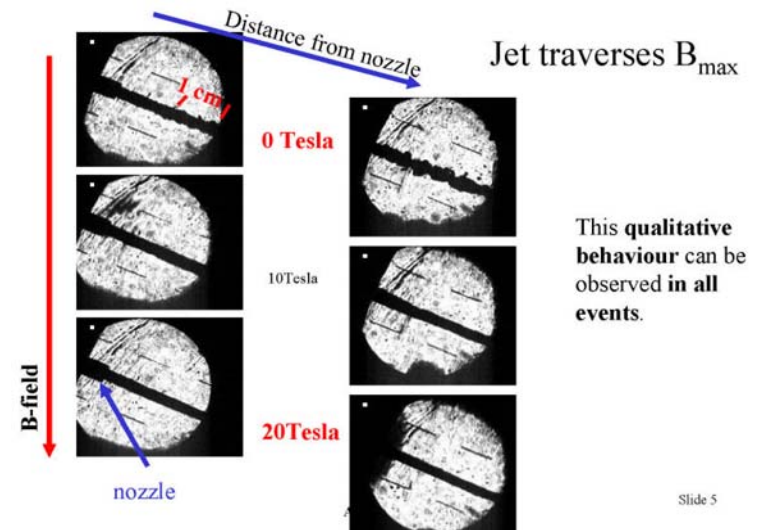 Distance from nozzle
Jet traverses Bmax
1 cm
0 Tesla
This qualitative
behaviour can be
observed in all
events.
10Tesla
B-field
20Tesla
nozzle
Slide 5